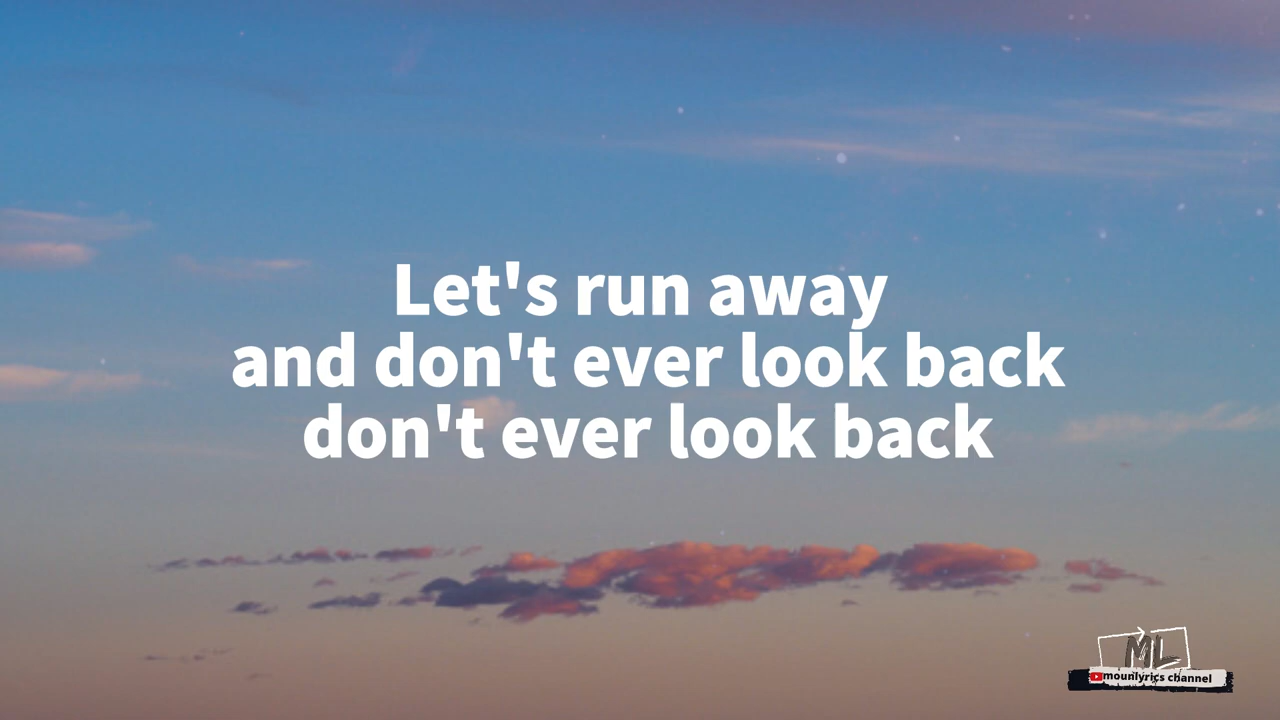 Let's run away
and don't ever look back
don't ever look back
ML
mounlyrics channel